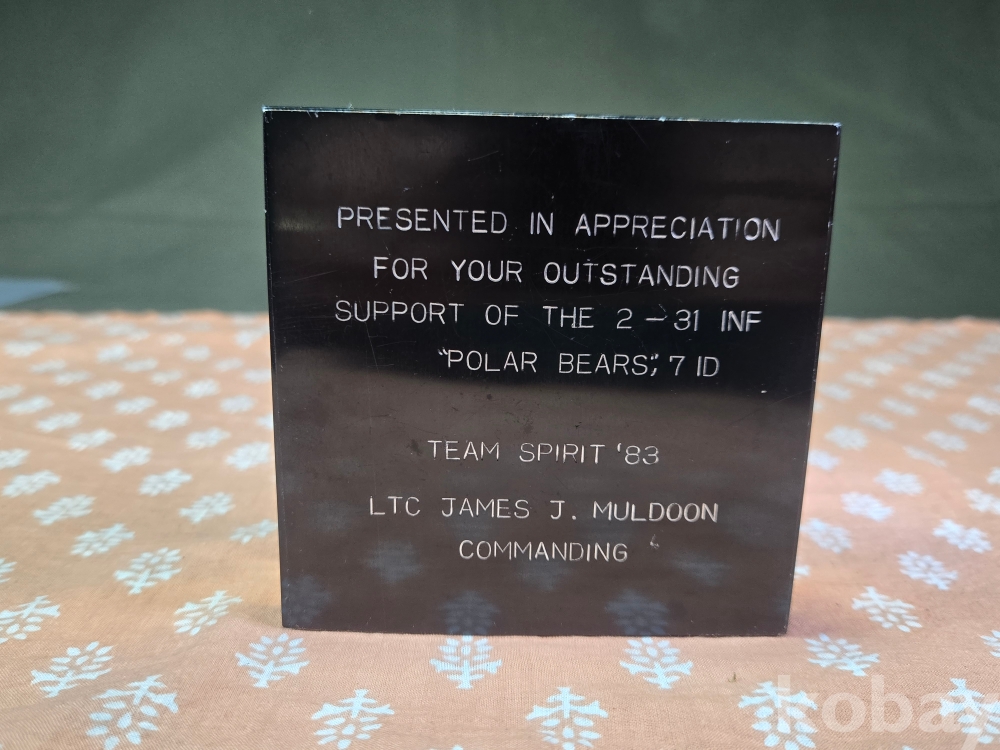 PRESENTED IN APPRECIATION
FOR YOUR OUTSTANDING
SUPPORT OF THE 2 - 31 INF
"POLAR BEARS", 7 ID
TEAM SPIRIT '83
LTC JAMES J. MULDOON
COMMANDING
kobay